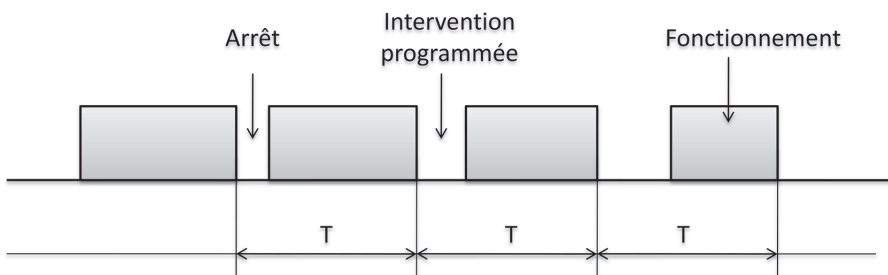 Arrêt
Intervention
programmée
Fonctionnement
T
T
T